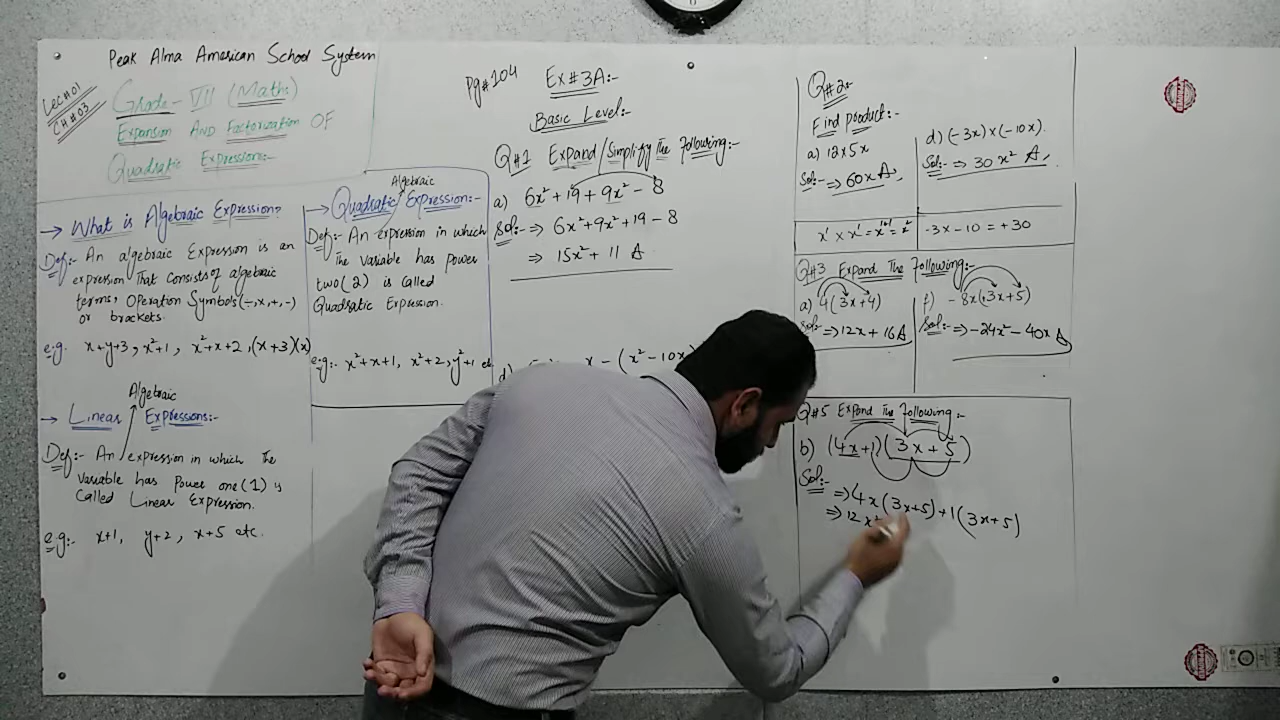 Peak Alma American School System
Lec#01
CH#03
Grade - VII (Math)
Expansion AND Factorization OF
Quadratic Expression:-
→ What is Algebraic Expression?
Def:- An algebraic Expression is an
expression That consists of algebraic
terms, Operation Symbols(÷,x,+,-)
or brackets.
e.g. x+y+3, x²+1, x²+x+2, (x+3)(x)
Algebraic
→ Linear Expressions:-
Def:- An expression in which The
Variable has Power one (1) is
Called Linear Expression.
e.g:- x+1, y+2, x+5 etc.
Algebraic
→ Quadratic Expression:-
Def:- An expression in which
The variable has power
two(2) is called
Quadratic Expression.
e.g:- x²+x+1, x²+2, y²+1 etc
Pg#104 Ex#3A:-
Basic Level:-
Q#1 Expand/Simplify The Following:-
a) 6x²+19+9x²-8
Sol:- ⇒ 6x²+9x²+19-8
⇒ 15x²+11 A
d) x - (x²-10x
Q#2:-
Find product:-
a) 12x5x
Sol:- ⇒ 60x A,
d) (-3x)x(-10x).
Sol:- ⇒ 30x² A,
x¹ × x¹ = x¹⁺¹ = x²
-3x-10 = +30
Q#3 Expand The Following:-
a) 4(3x+4)
Sol:- ⇒ 12x+16 A
f) -8x(3x+5)
Sol:- ⇒ -24x²-40x A
Q#5 Expand The Following:-
b) (4x+1)(3x+5)
Sol:-
⇒ 4x(3x+5)+1(3x+5)
⇒ 12x²